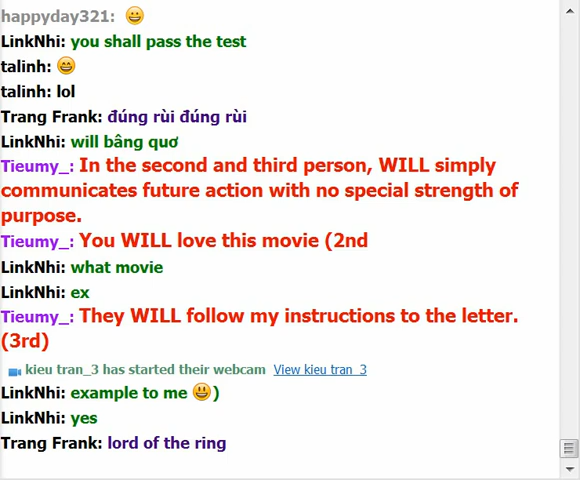 happyday321: 😀
LinkNhi: you shall pass the test
talinh: 😄
talinh: lol
Trang Frank: đúng rùi đúng rùi
LinkNhi: will bâng quơ
Tieumy_: In the second and third person, WILL simply
communicates future action with no special strength of
purpose.
Tieumy_: You WILL love this movie (2nd
LinkNhi: what movie
LinkNhi: ex
Tieumy_: They WILL follow my instructions to the letter.
(3rd)
kieu tran_3 has started their webcam View kieu tran_3
LinkNhi: example to me 😃)
LinkNhi: yes
Trang Frank: lord of the ring